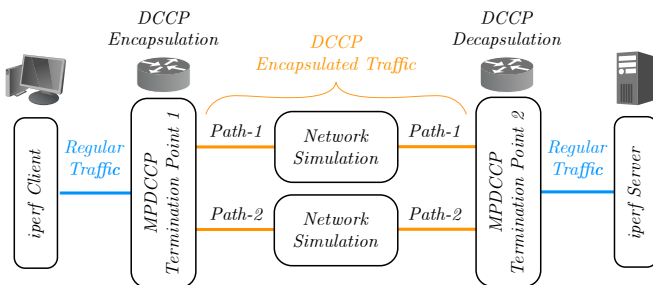 DCCP
Encapsulation
DCCP
Encapsulated Traffic
DCCP
Decapsulation
iperf Client
Regular
Traffic
MPDCCP
Termination Point 1
Path-1
Network
Simulation
Path-1
Path-2
Network
Simulation
Path-2
MPDCCP
Termination Point 2
Regular
Traffic
iperf Server